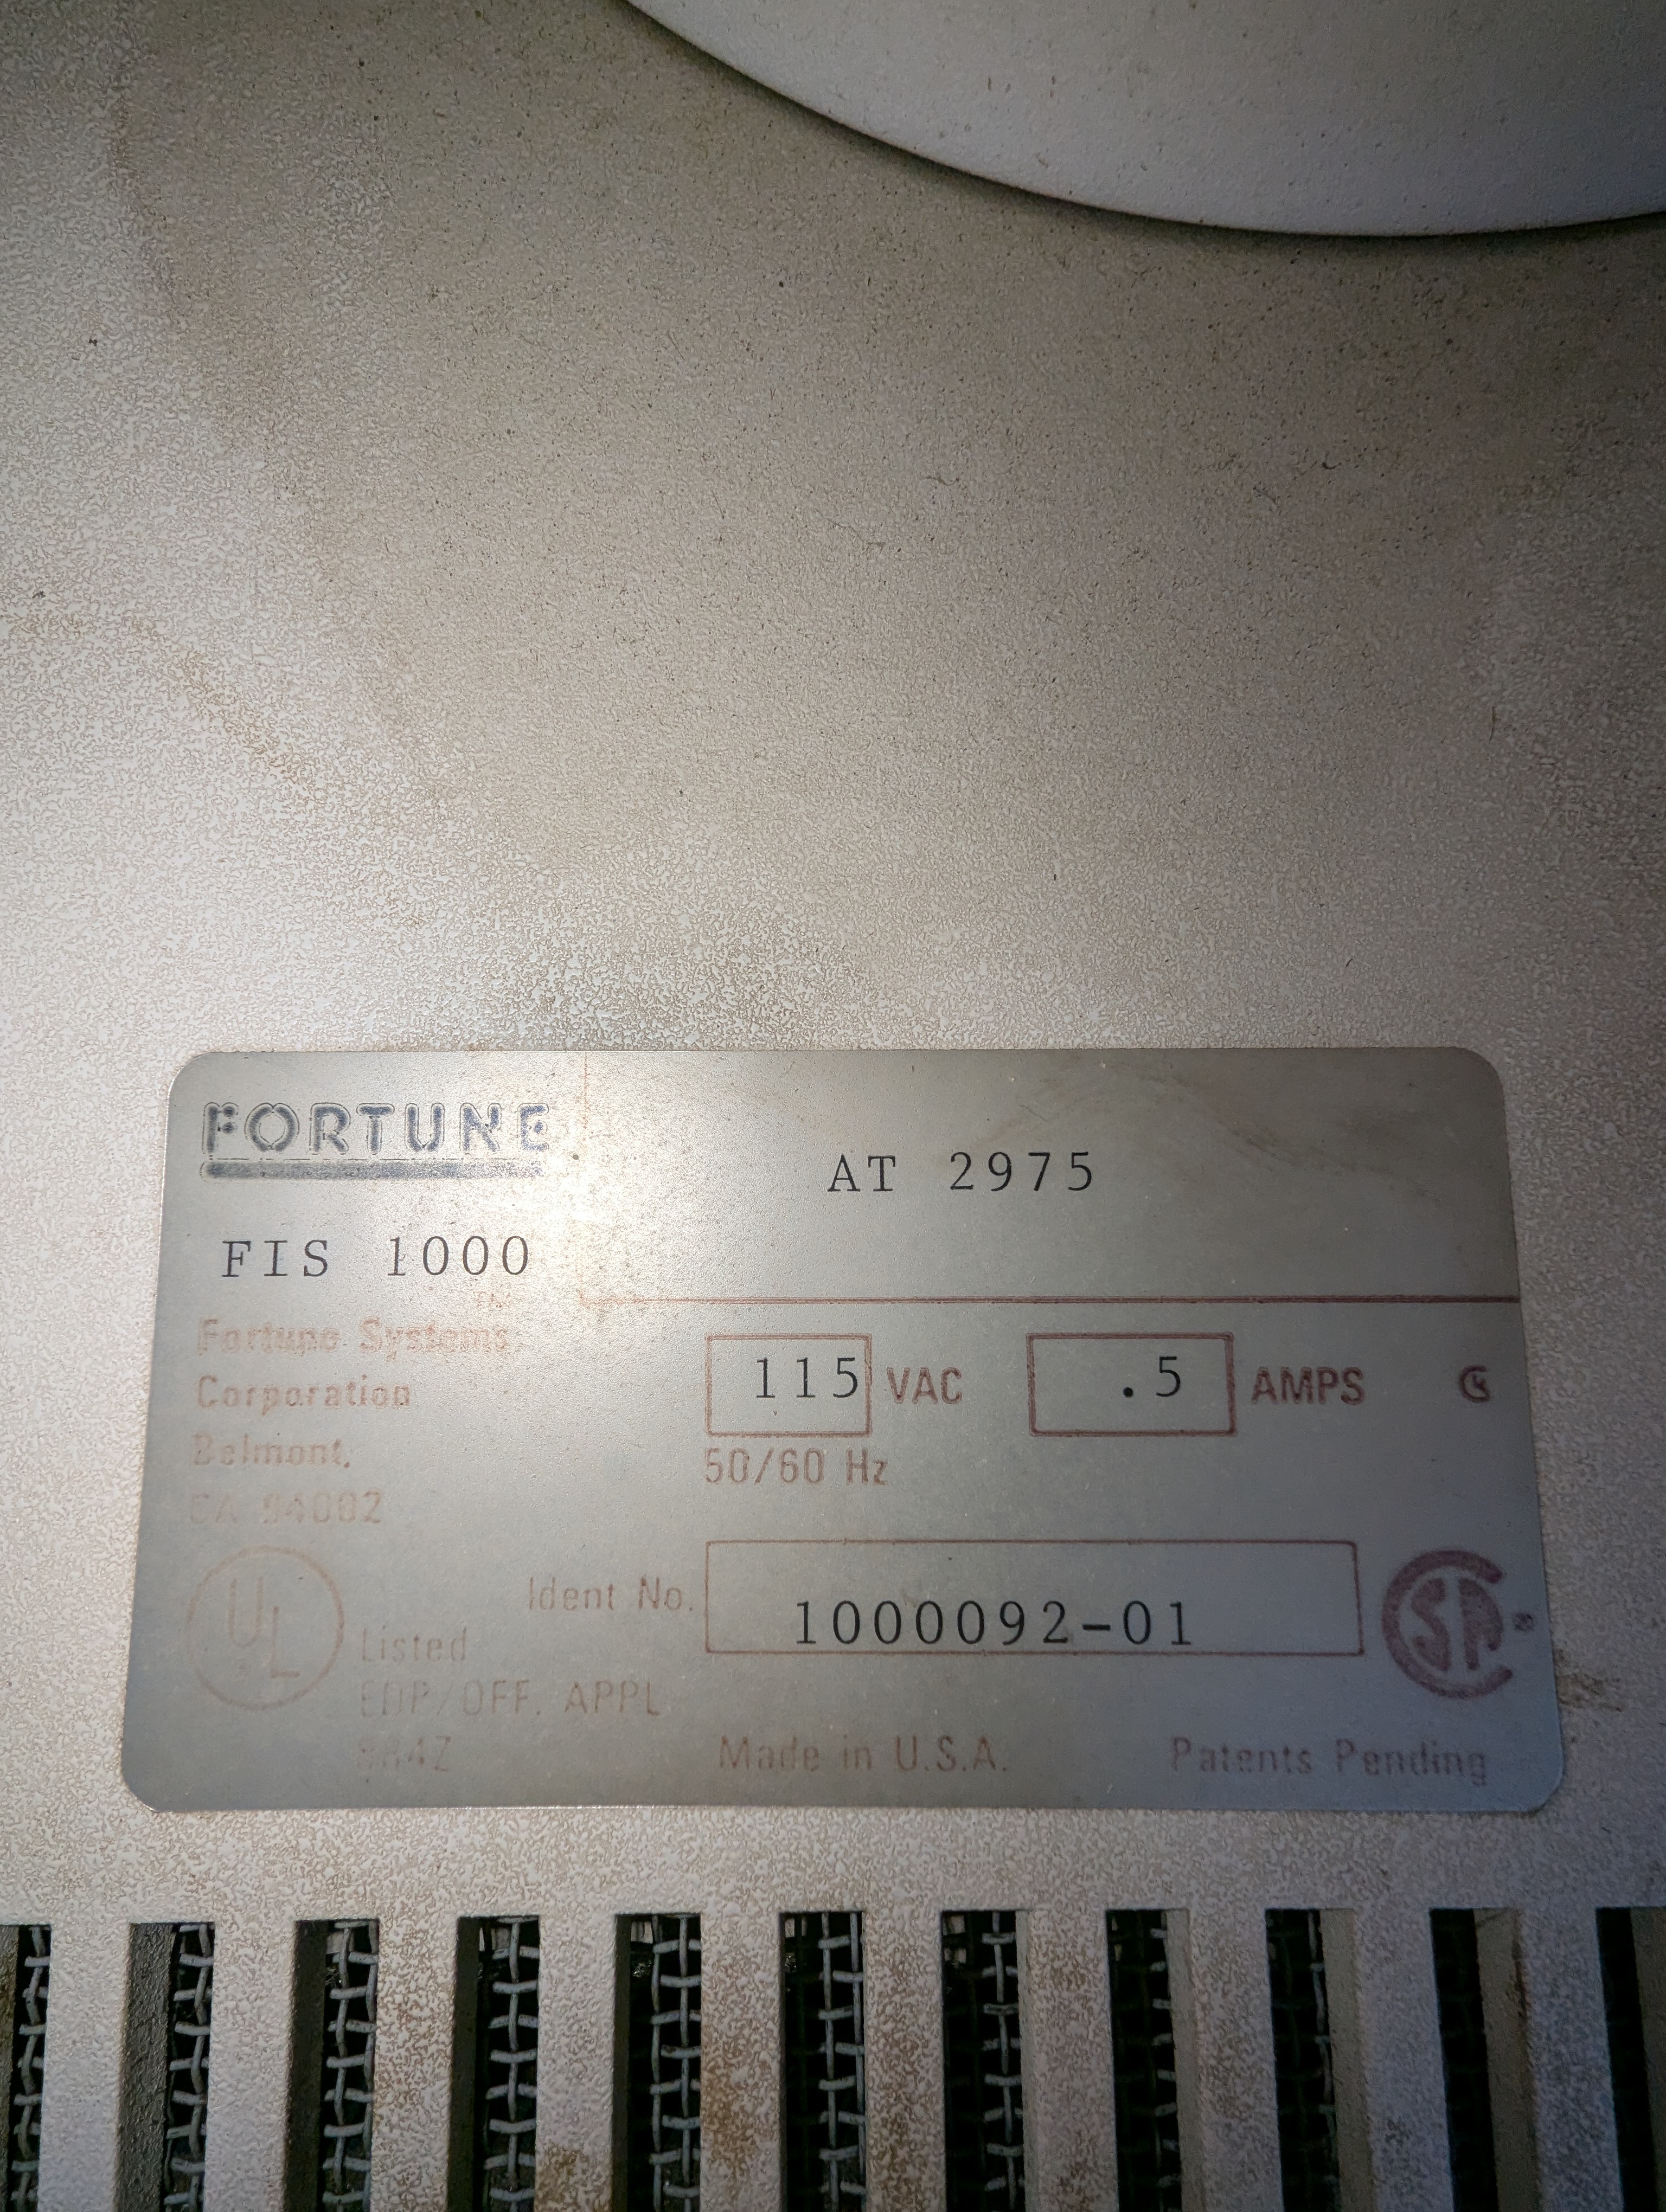 FORTUNE
AT 2975
FIS 1000
Fortune Systems
Corporation
Belmont,
CA 94002
115 VAC
.5 AMPS
50/60 Hz
Ident No. 1000092-01
UL
Listed
EDP/OFF. APPL
Made in U.S.A.
Patents Pending